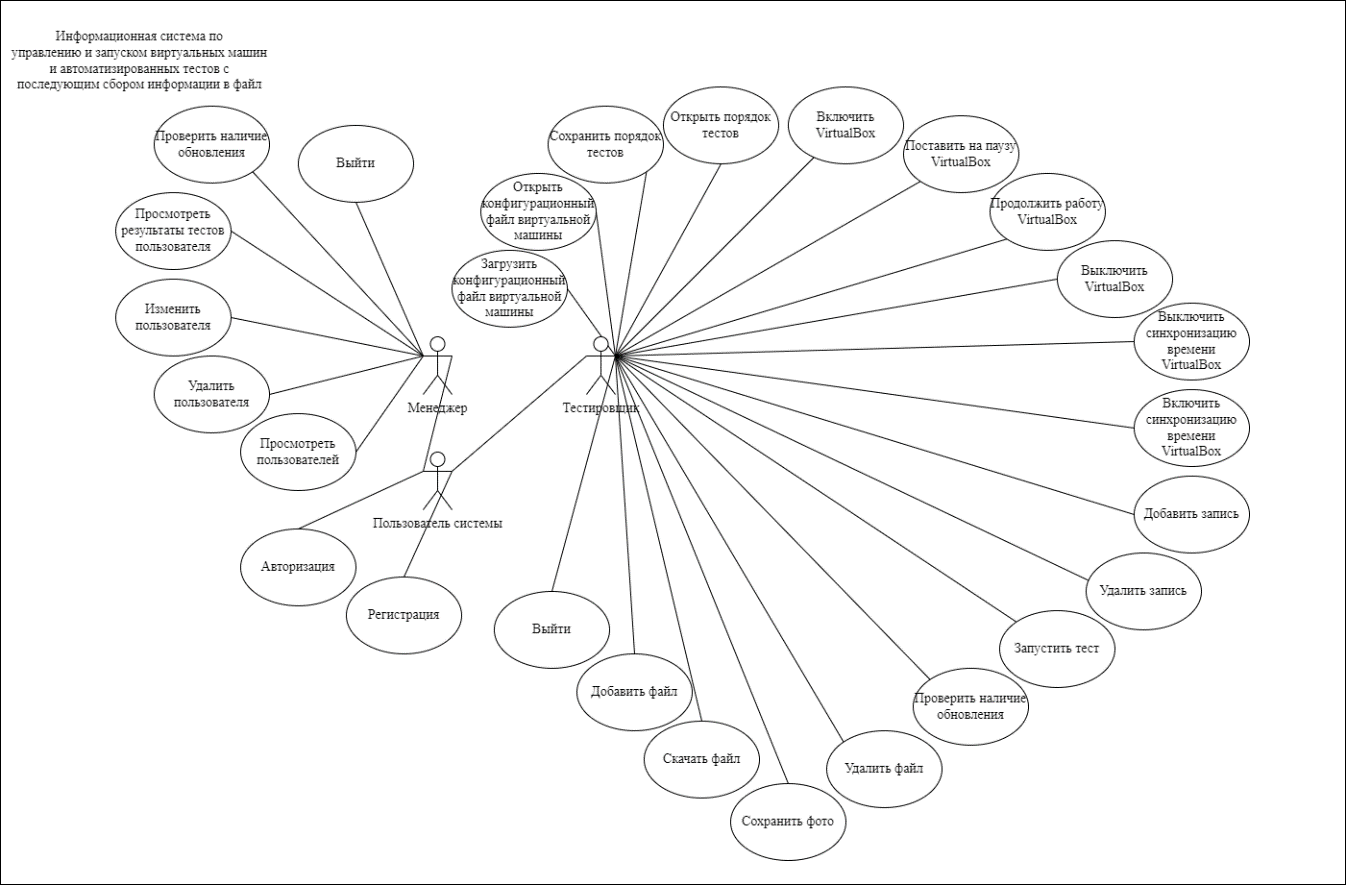 Информационная система по
управлению и запуском виртуальных машин
и автоматизированных тестов с
последующим сбором информации в файл
Проверить наличие
обновления
Выйти
Просмотреть
результаты тестов
пользователя
Изменить
пользователя
Удалить
пользователя
Просмотреть
пользователей
Менеджер
Пользователь системы
Авторизация
Регистрация
Тестировщик
Загрузить
конфигурационный
файл виртуальной
машины
Открыть
конфигурационный
файл виртуальной
машины
Сохранить порядок
тестов
Открыть порядок
тестов
Включить
VirtualBox
Поставить на паузу
VirtualBox
Продолжить работу
VirtualBox
Выключить
VirtualBox
Выключить
синхронизацию
времени
VirtualBox
Включить
синхронизацию
времени
VirtualBox
Добавить запись
Удалить запись
Запустить тест
Проверить наличие
обновления
Удалить файл
Сохранить фото
Скачать файл
Добавить файл
Выйти